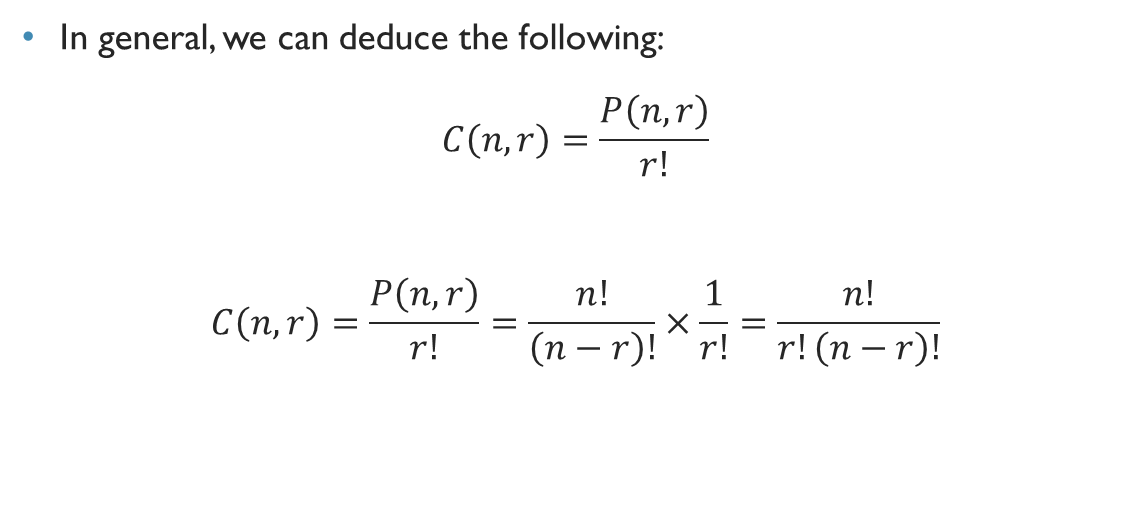 • In general, we can deduce the following:
C(n,r) = P(n,r) / r!
C(n,r) = P(n,r) / r! = n! / (n − r)! × 1 / r! = n! / r! (n − r)!